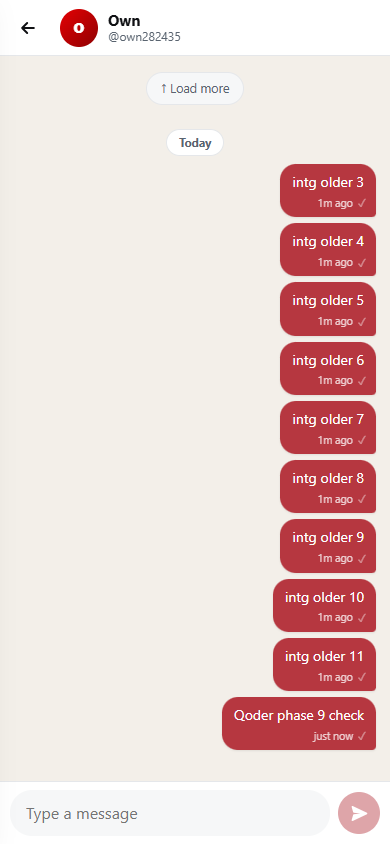 O
Own
@own282435
↑ Load more
Today
intg older 3
1m ago ✓
intg older 4
1m ago ✓
intg older 5
1m ago ✓
intg older 6
1m ago ✓
intg older 7
1m ago ✓
intg older 8
1m ago ✓
intg older 9
1m ago ✓
intg older 10
1m ago ✓
intg older 11
1m ago ✓
Qoder phase 9 check
just now ✓
Type a message